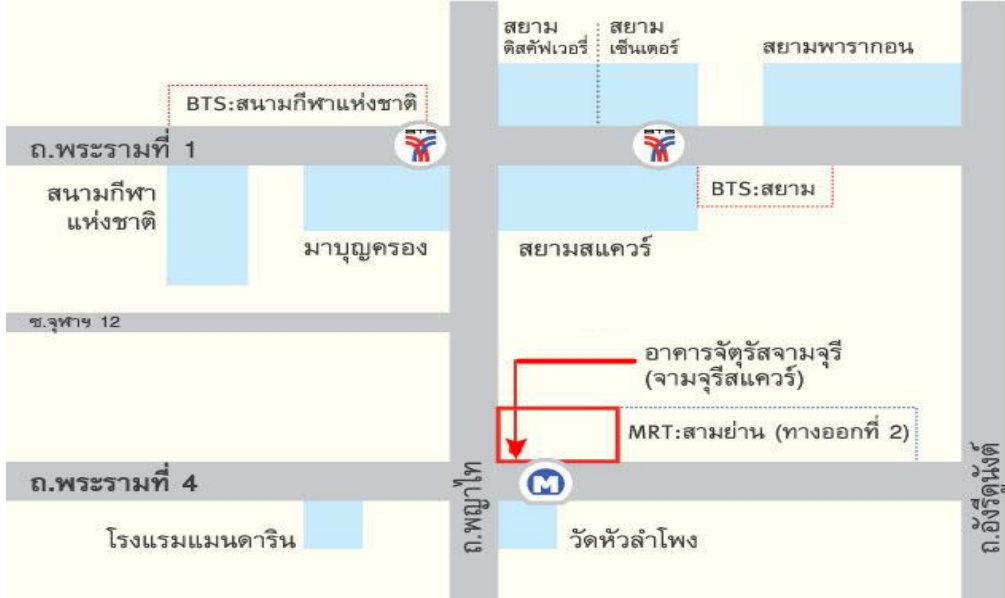 สยาม
ดิสคัฟเวอรี่
สยาม
เซ็นเตอร์
สยามพารากอน
BTS:สนามกีฬาแห่งชาติ
BTS
BTS
ถ.พระรามที่ 1
สนามกีฬา
แห่งชาติ
BTS:สยาม
มาบุญครอง
สยามสแควร์
ซ.จุฬาฯ 12
อาคารจัตุรัสจามจุรี
(จามจุรีสแควร์)
MRT:สามย่าน (ทางออกที่ 2)
ถ.พระรามที่ 4
M
ถ.พญาไท
ถ.อังรีดูนังต์
โรงแรมแมนดาริน
วัดหัวลำโพง